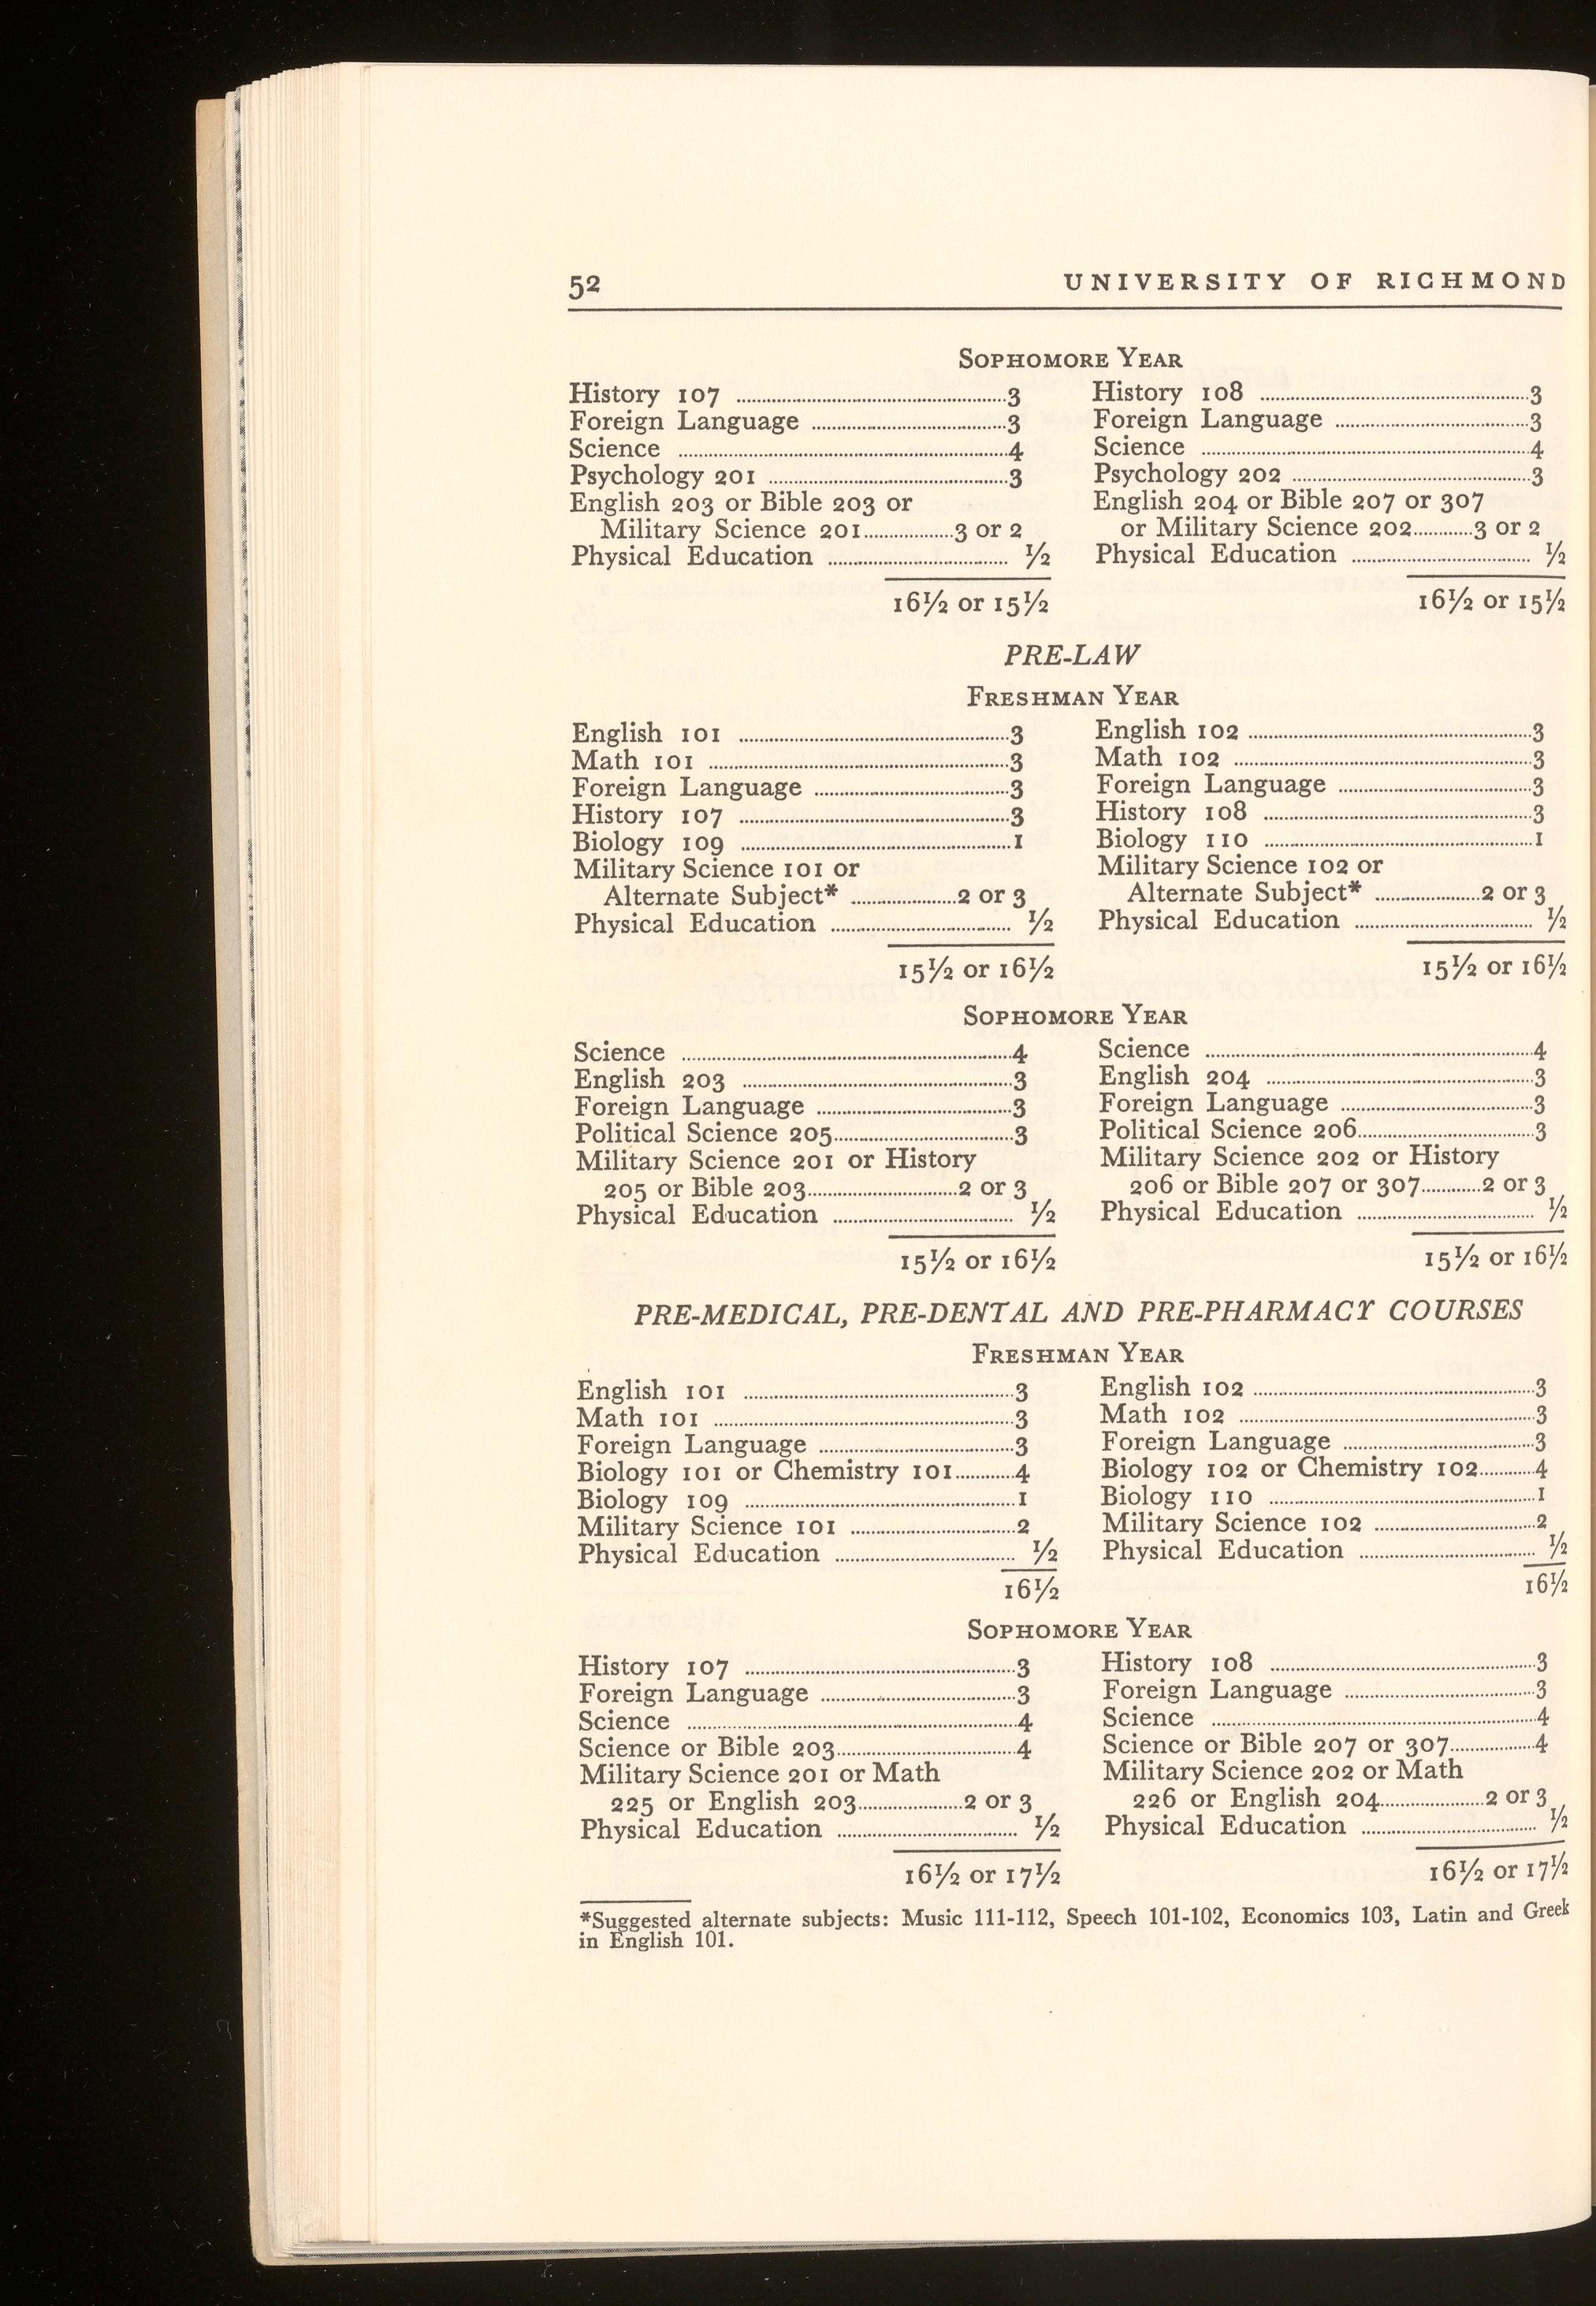 52 UNIVERSITY OF RICHMOND
SOPHOMORE YEAR
History 107 ........ 3
Foreign Language ........ 3
Science ........ 4
Psychology 201 ........ 3
English 203 or Bible 203 or
Military Science 201........3 or 2
Physical Education ........ ½
16½ or 15½
History 108 ........ 3
Foreign Language ........ 3
Science ........ 4
Psychology 202 ........ 3
English 204 or Bible 207 or 307
or Military Science 202........3 or 2
Physical Education ........ ½
16½ or 15½
PRE-LAW
FRESHMAN YEAR
English 101 ........ 3
Math 101 ........ 3
Foreign Language ........ 3
History 107 ........ 3
Biology 109 ........ 1
Military Science 101 or
Alternate Subject* ........2 or 3
Physical Education ........ ½
15½ or 16½
English 102 ........ 3
Math 102 ........ 3
Foreign Language ........ 3
History 108 ........ 3
Biology 110 ........ 1
Military Science 102 or
Alternate Subject* ........2 or 3
Physical Education ........ ½
15½ or 16½
SOPHOMORE YEAR
Science ........ 4
English 203 ........ 3
Foreign Language ........ 3
Political Science 205........3
Military Science 201 or History
205 or Bible 203........2 or 3
Physical Education ........ ½
15½ or 16½
Science ........ 4
English 204 ........ 3
Foreign Language ........ 3
Political Science 206........3
Military Science 202 or History
206 or Bible 207 or 307........2 or 3
Physical Education ........ ½
15½ or 16½
PRE-MEDICAL, PRE-DENTAL AND PRE-PHARMACY COURSES
FRESHMAN YEAR
English 101 ........ 3
Math 101 ........ 3
Foreign Language ........ 3
Biology 101 or Chemistry 101........4
Biology 109 ........ 1
Military Science 101 ........ 2
Physical Education ........ ½
16½
English 102 ........ 3
Math 102 ........ 3
Foreign Language ........ 3
Biology 102 or Chemistry 102........4
Biology 110 ........ 1
Military Science 102 ........ 2
Physical Education ........ ½
16½
SOPHOMORE YEAR
History 107 ........ 3
Foreign Language ........ 3
Science ........ 4
Science or Bible 203........4
Military Science 201 or Math
225 or English 203........2 or 3
Physical Education ........ ½
16½ or 17½
History 108 ........ 3
Foreign Language ........ 3
Science ........ 4
Science or Bible 207 or 307........4
Military Science 202 or Math
226 or English 204........2 or 3
Physical Education ........ ½
16½ or 17½
*Suggested alternate subjects: Music 111-112, Speech 101-102, Economics 103, Latin and Greek
in English 101.